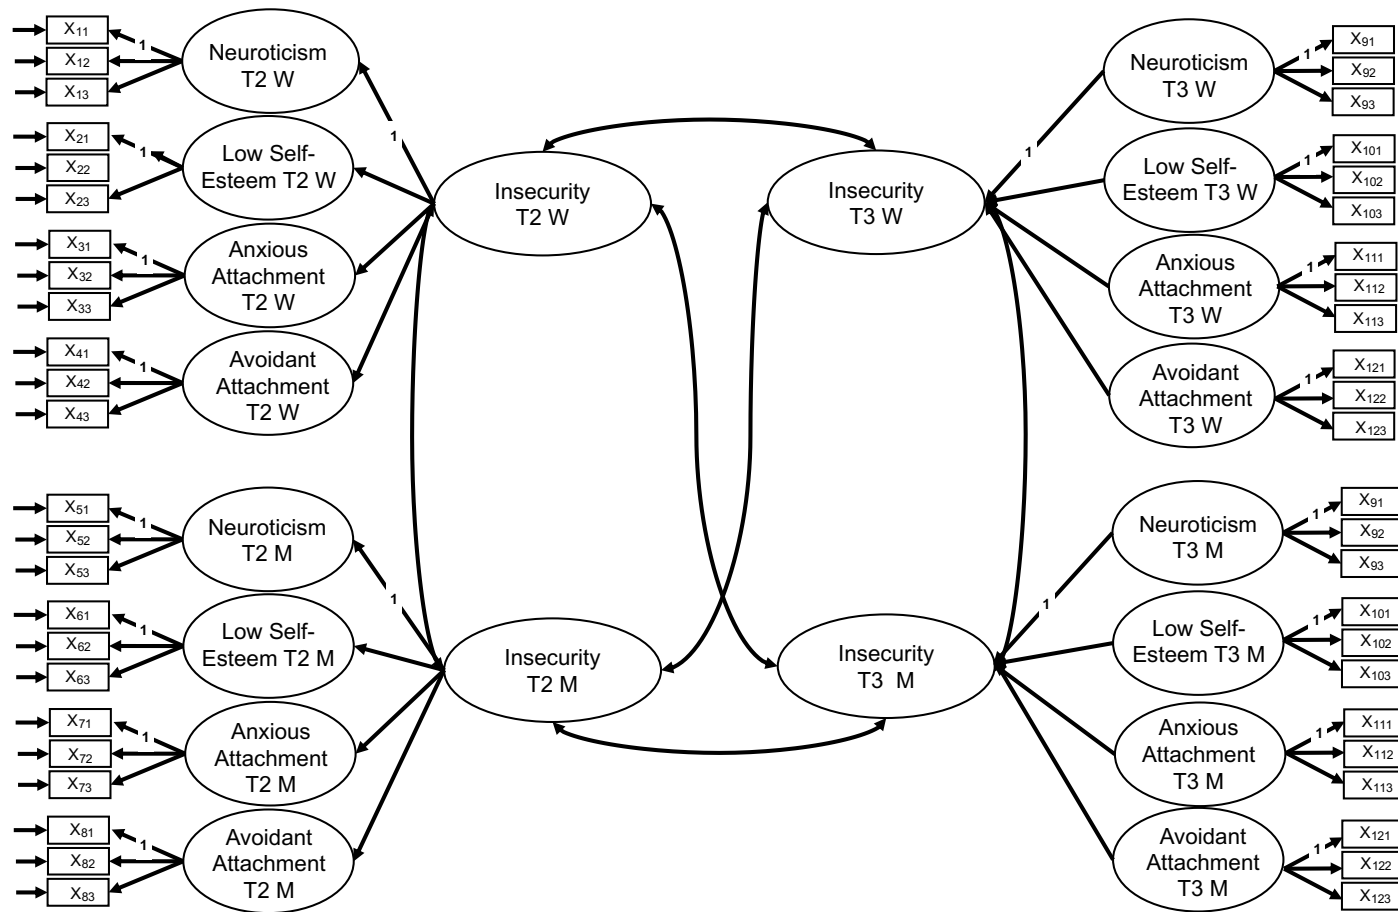 X11
1
X12
X13
Neuroticism
T2 W
X21
1
X22
X23
Low Self-
Esteem T2 W
X31
1
X32
X33
Anxious
Attachment
T2 W
X41
1
X42
X43
Avoidant
Attachment
T2 W
1
Insecurity
T2 W
Insecurity
T3 W
1
Neuroticism
T3 W
1
X91
X92
X93
Low Self-
Esteem T3 W
1
X101
X102
X103
Anxious
Attachment
T3 W
1
X111
X112
X113
Avoidant
Attachment
T3 W
1
X121
X122
X123
X51
1
X52
X53
Neuroticism
T2 M
X61
1
X62
X63
Low Self-
Esteem T2 M
X71
1
X72
X73
Anxious
Attachment
T2 M
X81
1
X82
X83
Avoidant
Attachment
T2 M
1
Insecurity
T2 M
Insecurity
T3 M
1
Neuroticism
T3 M
1
X91
X92
X93
Low Self-
Esteem T3 M
1
X101
X102
X103
Anxious
Attachment
T3 M
1
X111
X112
X113
Avoidant
Attachment
T3 M
1
X121
X122
X123